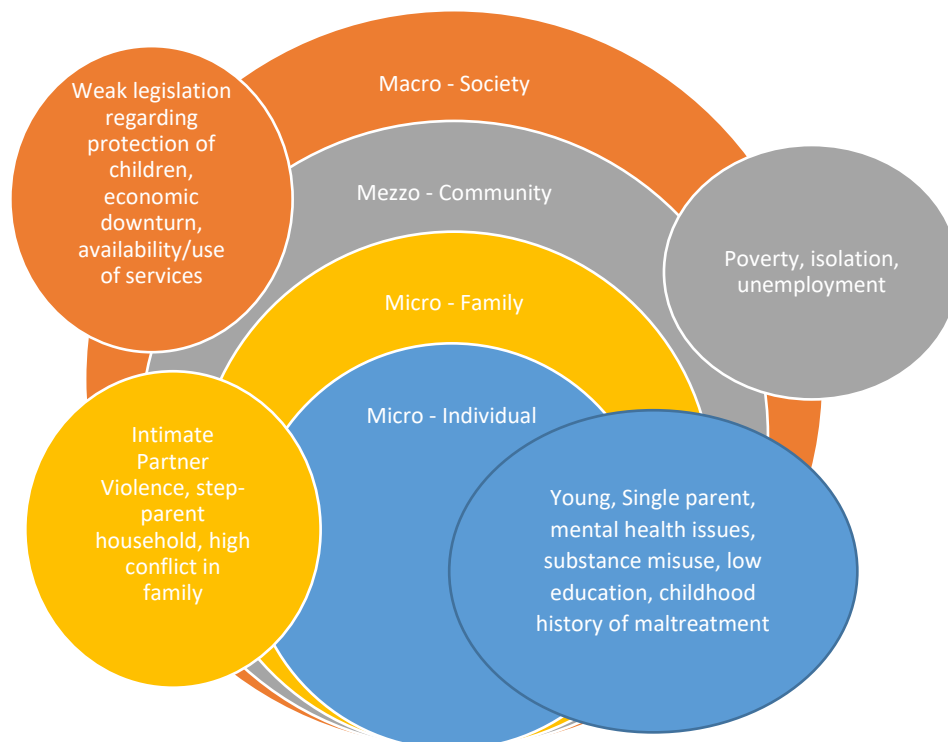 Macro - Society
Weak legislation
regarding
protection of
children,
economic
downturn,
availability/use
of services
Mezzo - Community
Poverty, isolation,
unemployment
Micro - Family
Micro - Individual
Intimate
Partner
Violence, step-
parent
household, high
conflict in
family
Young, Single parent,
mental health issues,
substance misuse, low
education, childhood
history of maltreatment